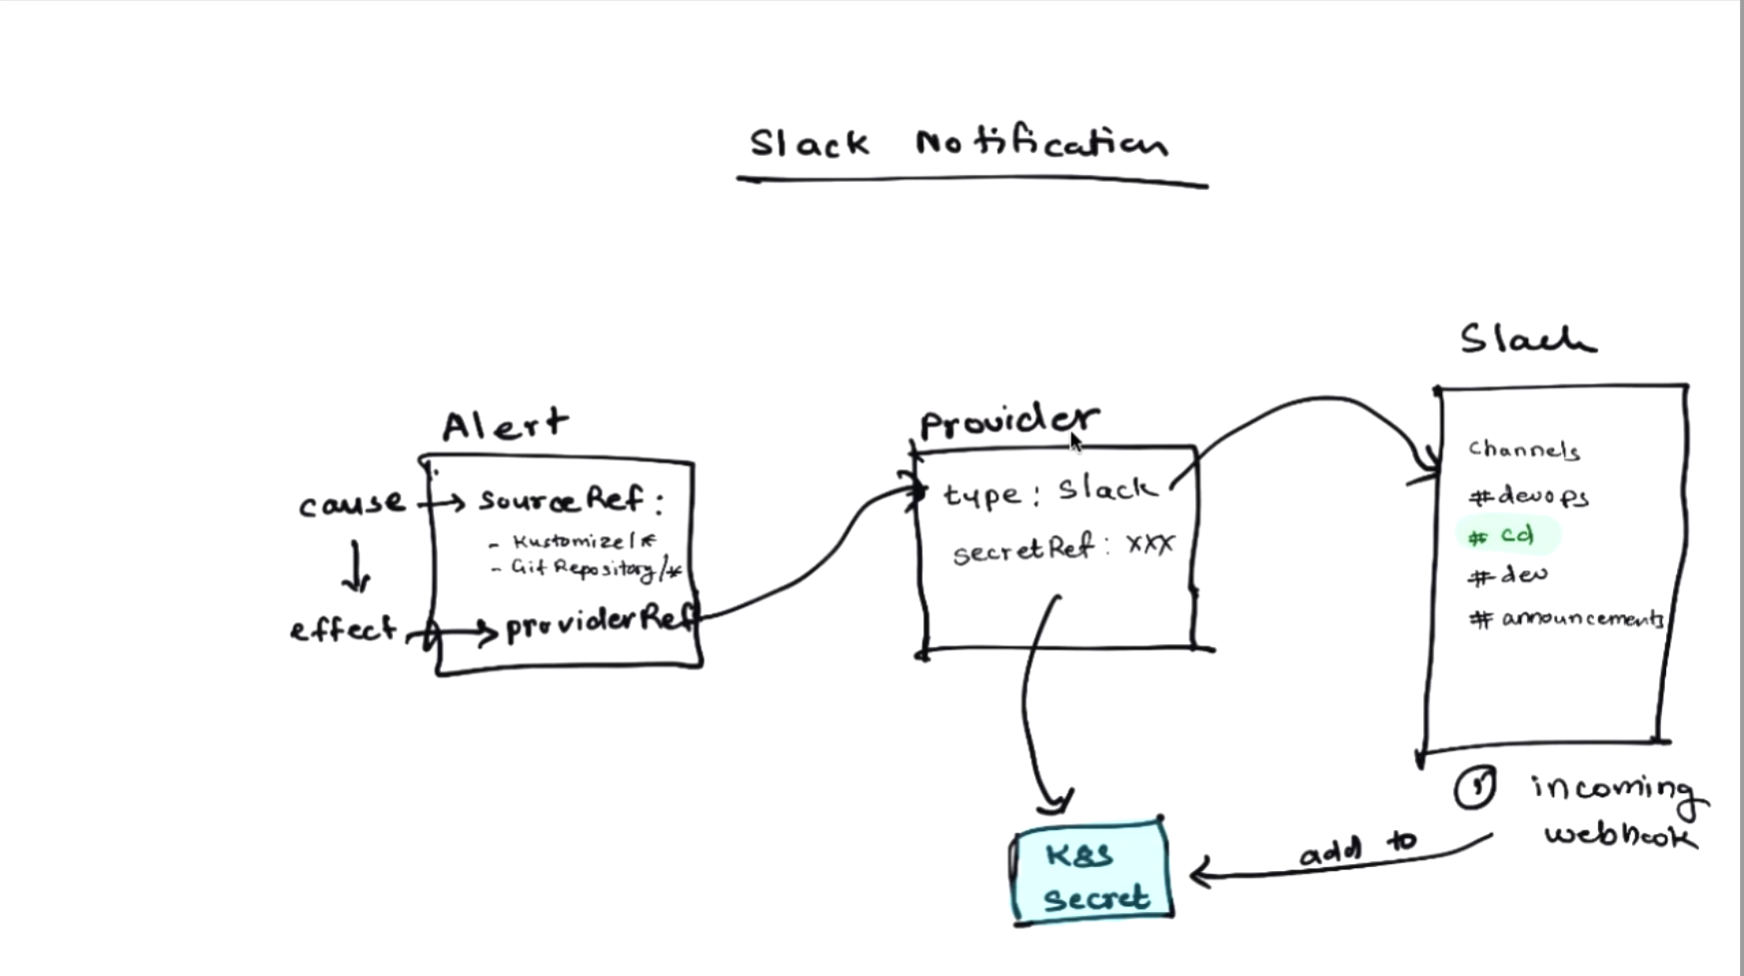 Slack Notification
Slack
Alert
cause
sourceRef :
- Kustomize/*
- GitRepository/*
effect
providerRef
Provider
type : Slack
secretRef : xxx
channels
#devops
# cd
# dev
# announcements
1
incoming
webhook
add to
K8S
Secret